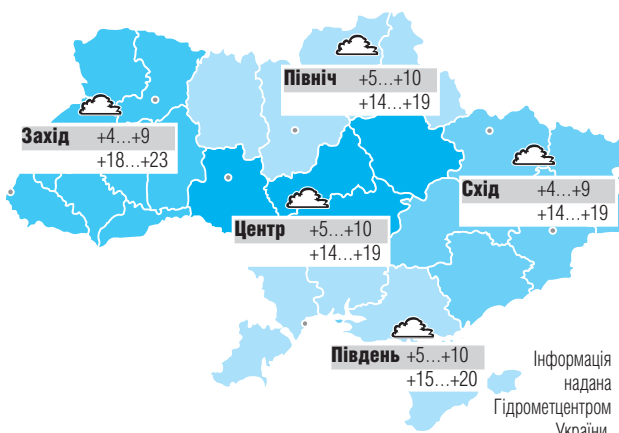 Північ +5...+10
+14...+19
Захід +4...+9
+18...+23
Схід +4...+9
+14...+19
Центр +5...+10
+14...+19
Південь +5...+10
+15...+20
Інформація
надана
Гідрометцентром
України.